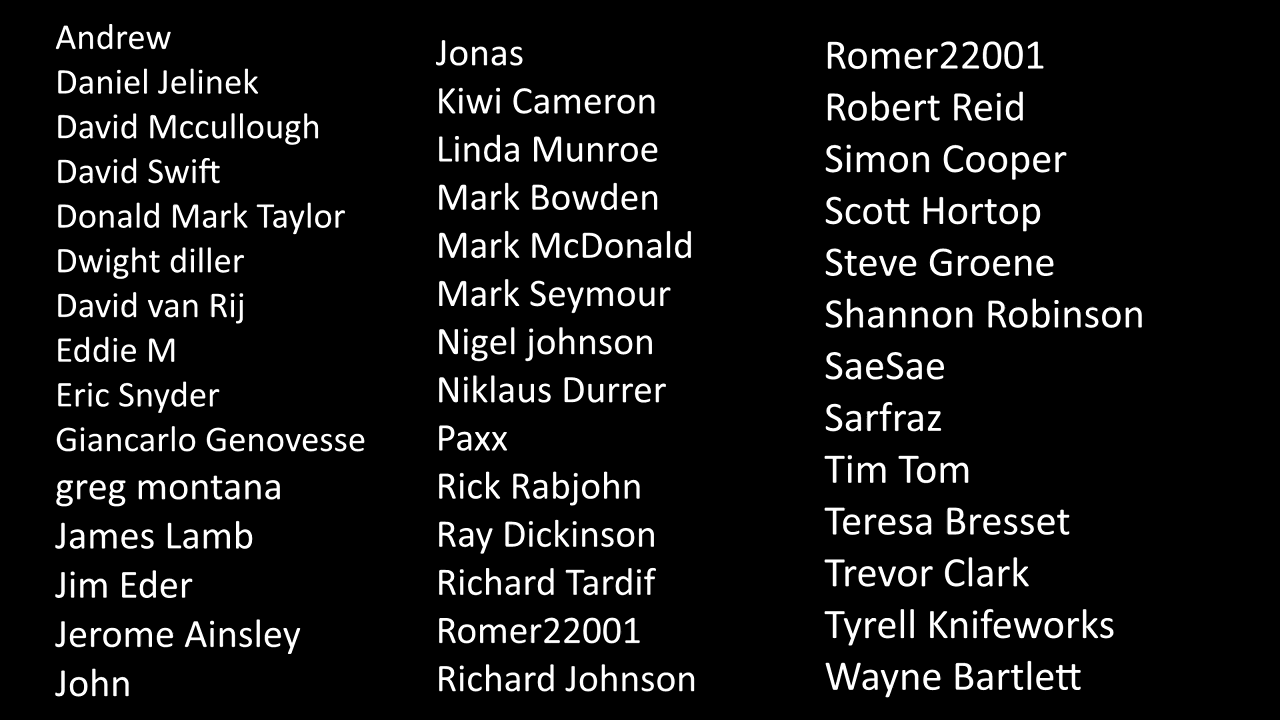 Andrew
Daniel Jelinek
David Mccullough
David Swift
Donald Mark Taylor
Dwight diller
David van Rij
Eddie M
Eric Snyder
Giancarlo Genovesse
greg montana
James Lamb
Jim Eder
Jerome Ainsley
John
Jonas
Kiwi Cameron
Linda Munroe
Mark Bowden
Mark McDonald
Mark Seymour
Nigel johnson
Niklaus Durrer
Paxx
Rick Rabjohn
Ray Dickinson
Richard Tardif
Romer22001
Richard Johnson
Romer22001
Robert Reid
Simon Cooper
Scott Hortop
Steve Groene
Shannon Robinson
SaeSae
Sarfraz
Tim Tom
Teresa Bresset
Trevor Clark
Tyrell Knifeworks
Wayne Bartlett